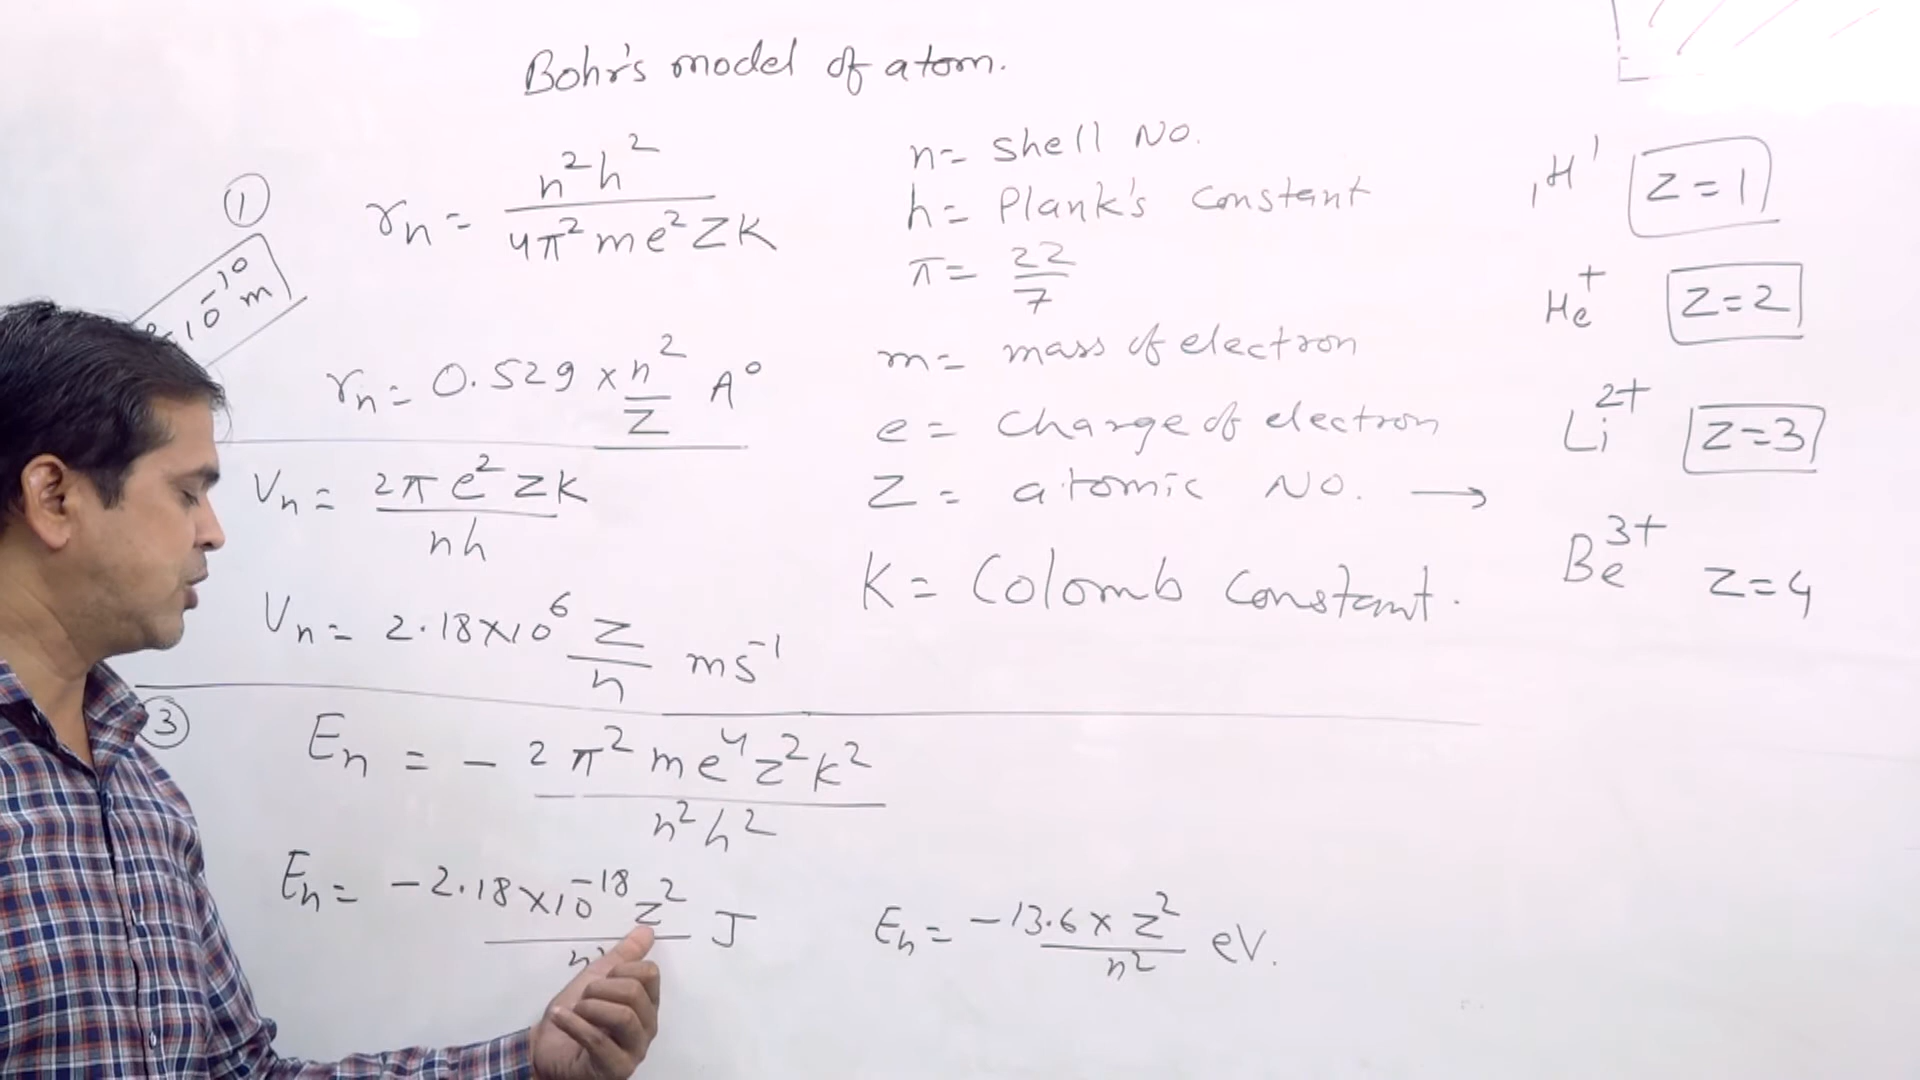 Bohr's model of atom.
①
10⁻¹⁰ m
rn = n²h² / 4π²me²ZK
rn = 0.529 × n² / Z A°
Vn = 2πe²ZK / nh
Vn = 2.18×10⁶ Z / n ms⁻¹
③
En = - 2π²me⁴z²k² / n²h²
En = -2.18×10⁻¹⁸ z² / n² J
En = -13.6 × z² / n² eV.
n = Shell No.
h = Plank's constant
π = 22 / 7
m = mass of electron
e = Charge of electron
Z = atomic No. →
K = Colomb Constant.
₁H¹ Z=1
He⁺ Z=2
Li²⁺ Z=3
Be³⁺ Z=4